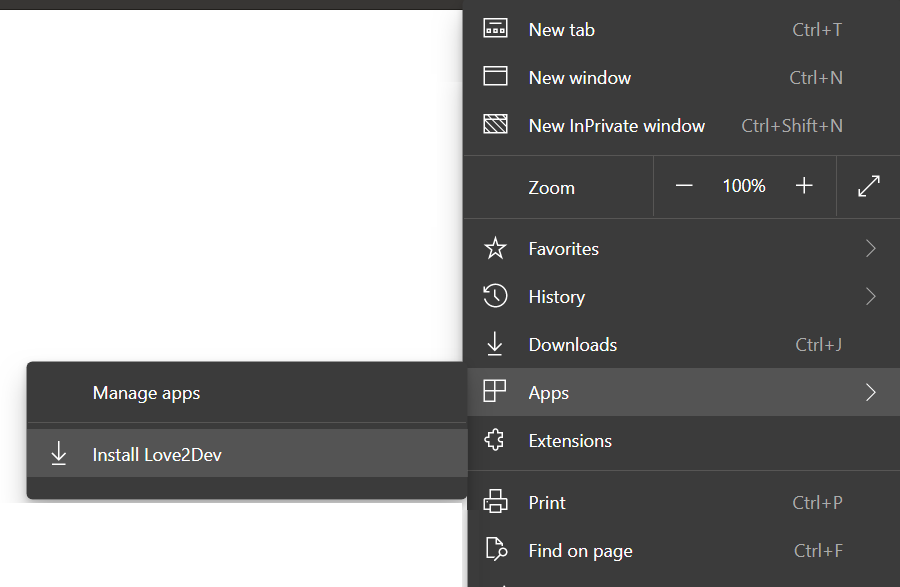 New tab Ctrl+T
New window Ctrl+N
New InPrivate window Ctrl+Shift+N
Zoom — 100% +
Favorites
History
Downloads Ctrl+J
Apps
Manage apps
Install Love2Dev
Extensions
Print Ctrl+P
Find on page Ctrl+F